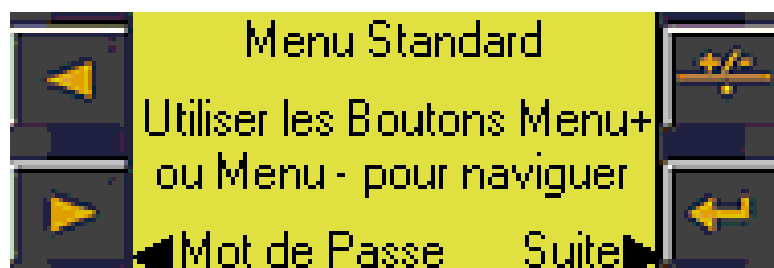 Menu Standard
Utiliser les Boutons Menu+
ou Menu - pour naviguer
◀Mot de Passe Suite▶
+/-